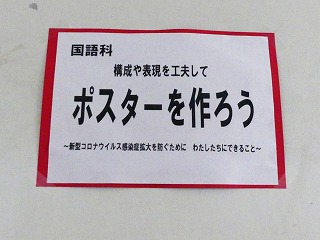 国語科
構成や表現を工夫して
ポスターを作ろう
～新型コロナウイルス感染症拡大を防ぐために　わたしたちにできること～